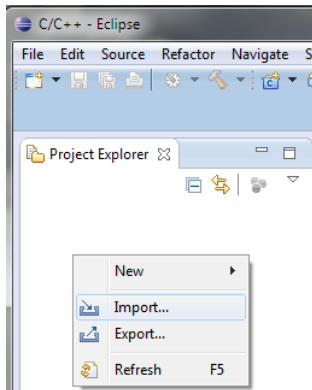 C/C++ - Eclipse
File Edit Source Refactor Navigate S
Project Explorer
New
Import...
Export...
Refresh F5